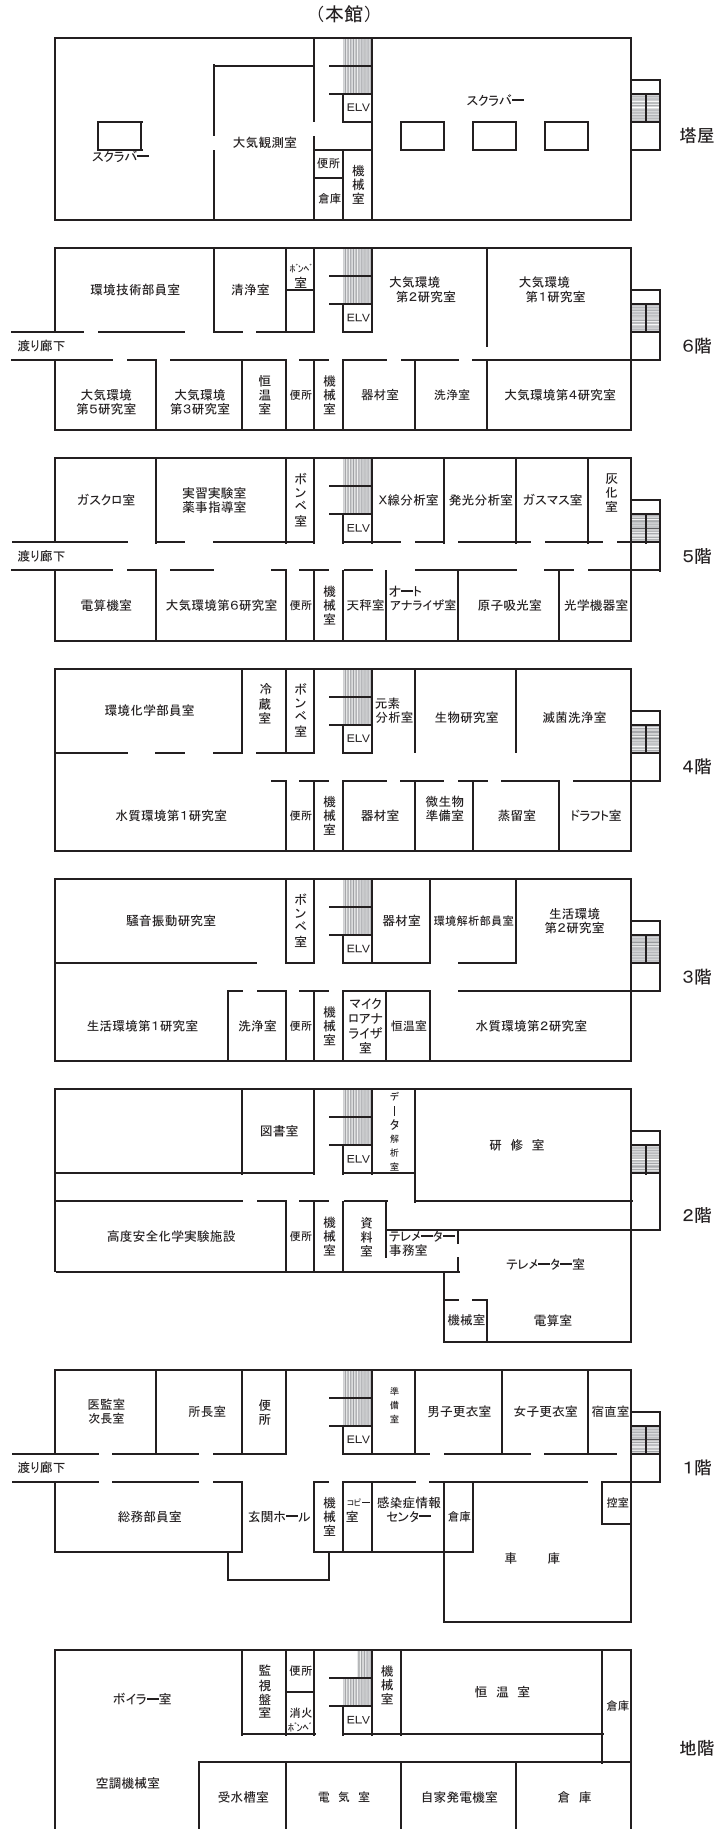 （本館）
ELV
スクラバー
大気観測室
スクラバー
便所
倉庫
機械室
塔屋
環境技術部員室
清浄室
ボンベ
室
大気環境
第2研究室
大気環境
第1研究室
ELV
渡り廊下
6階
大気環境
第5研究室
大気環境
第3研究室
恒温室
便所
機械室
器材室
洗浄室
大気環境第4研究室
ガスクロ室
実習実験室
薬事指導室
ボンベ室
X線分析室
発光分析室
ガスマス室
灰化室
ELV
渡り廊下
5階
電算機室
大気環境第6研究室
便所
機械室
天秤室
オート
アナライザ室
原子吸光室
光学機器室
環境化学部員室
冷蔵室
ボンベ室
元素
分析室
生物研究室
滅菌洗浄室
ELV
4階
水質環境第1研究室
便所
機械室
器材室
微生物
準備室
蒸留室
ドラフト室
騒音振動研究室
ボンベ室
器材室
環境解析部員室
生活環境
第2研究室
ELV
3階
生活環境第1研究室
洗浄室
便所
機械室
マイク
ロアナ
ライザ
室
恒温室
水質環境第2研究室
図書室
データ解析室
研修室
ELV
2階
高度安全化学実験施設
便所
機械室
資料室
テレメーター
事務室
テレメーター室
機械室
電算室
医監室
次長室
所長室
便所
準備室
男子更衣室
女子更衣室
宿直室
ELV
渡り廊下
1階
総務部員室
玄関ホール
機械室
コピー
室
感染症情報
センター
倉庫
控室
車庫
ボイラー室
監視盤室
便所
消火
ボンベ
機械室
恒温室
倉庫
ELV
地階
空調機械室
受水槽室
電気室
自家発電機室
倉庫